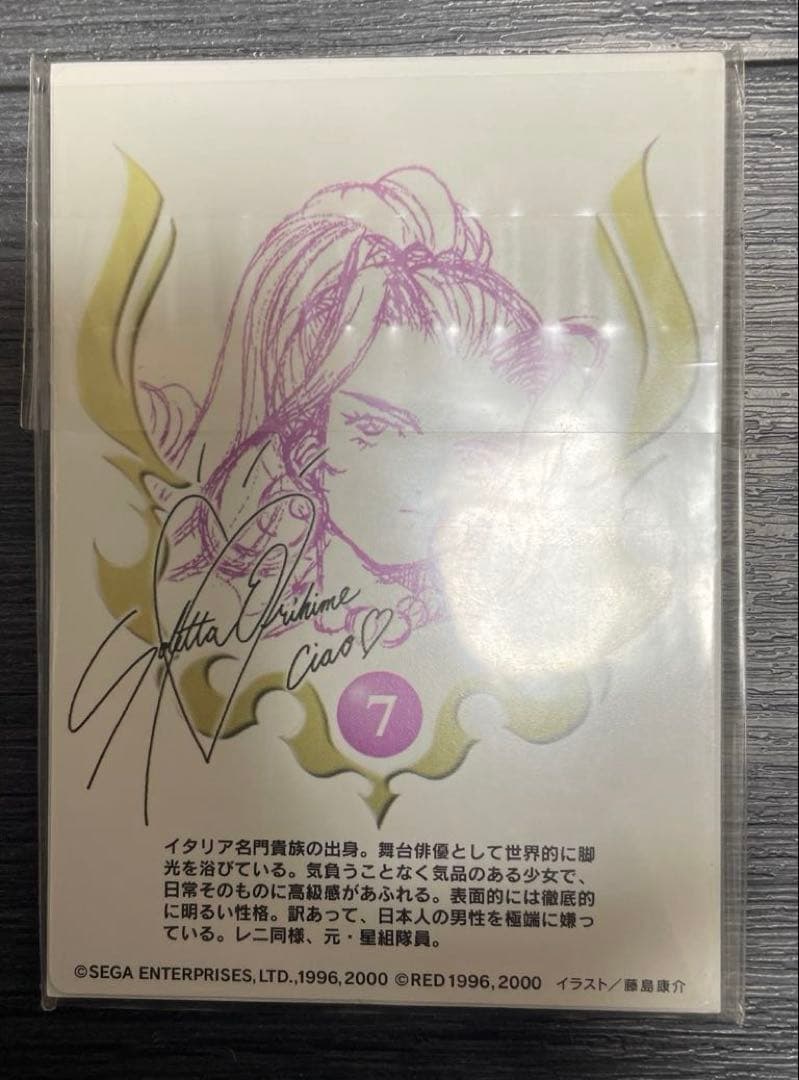 Soletta Orihime
Ciao♡
7
イタリア名門貴族の出身。舞台俳優として世界的に脚
光を浴びている。気負うことなく気品のある少女で、
日常そのものに高級感があふれる。表面的には徹底的
に明るい性格。訳あって、日本人の男性を極端に嫌っ
ている。レニ同様、元・星組隊員。
©SEGA ENTERPRISES,LTD.,1996,2000 ©RED 1996,2000 イラスト／藤島康介